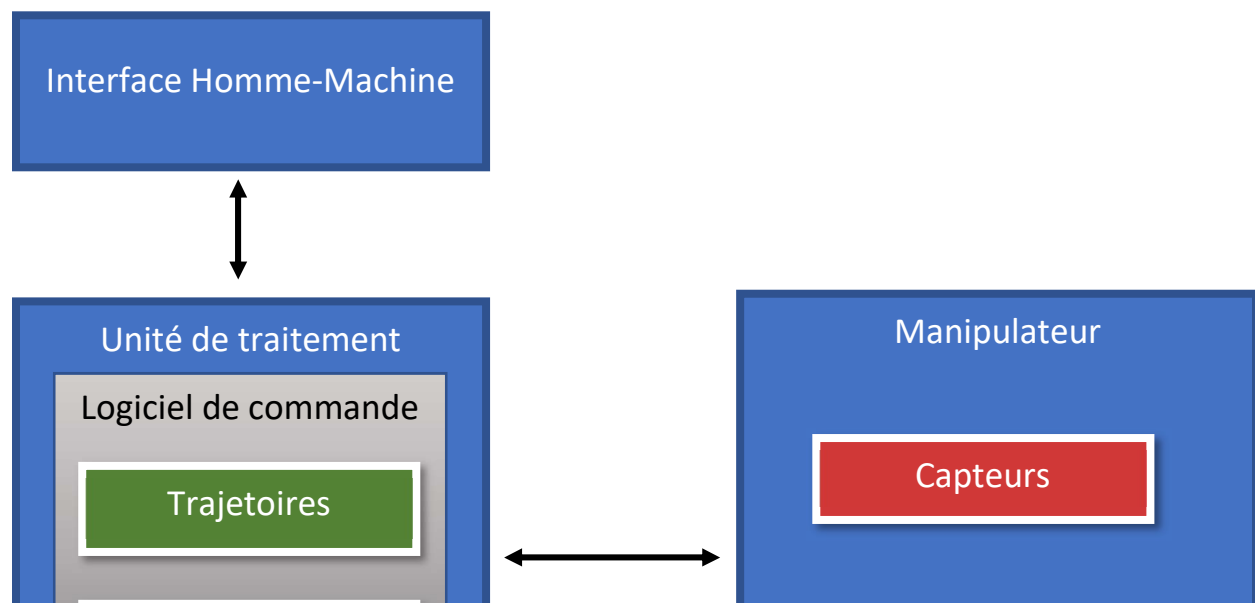 Interface Homme-Machine
Unité de traitement
Logiciel de commande
Trajetoires
Manipulateur
Capteurs